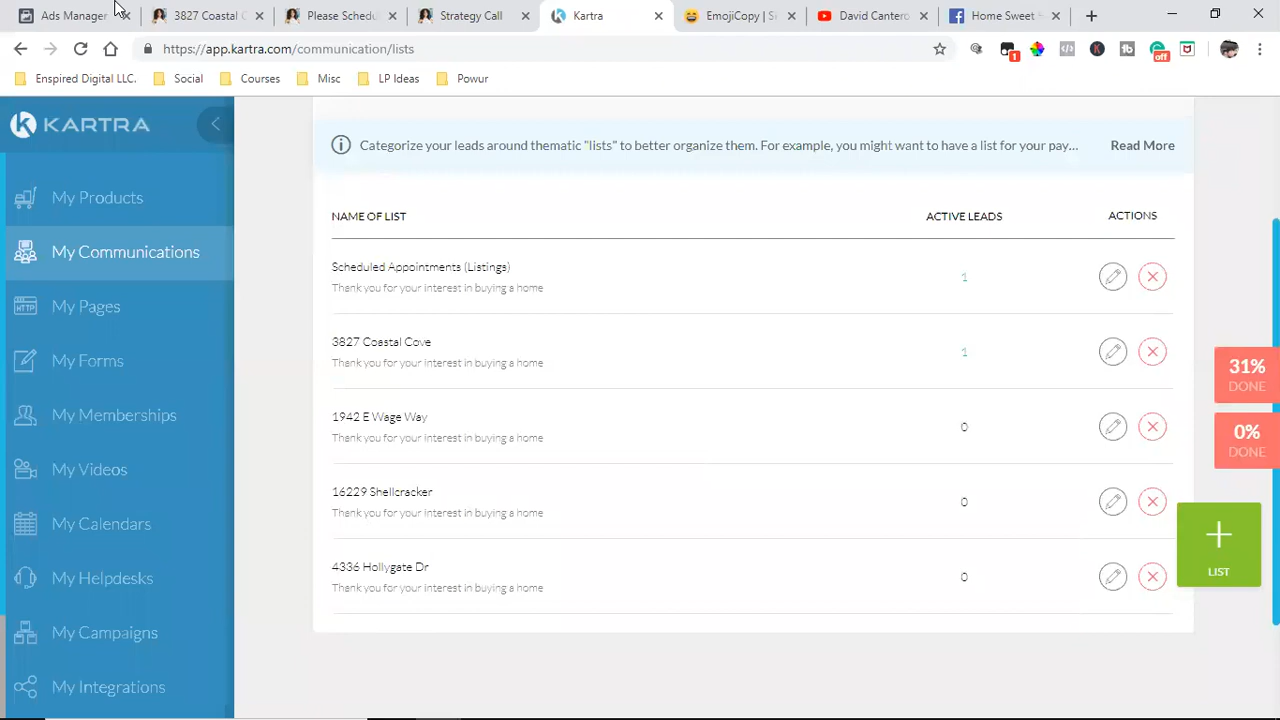 Ads Manager
3827 Coastal C
Please Schedu
Strategy Call
Kartra
EmojiCopy | Si
David Cantero
Home Sweet H
https://app.kartra.com/communication/lists
1
off
Enspired Digital LLC.
Social
Courses
Misc
LP Ideas
Powur
KARTRA
My Products
My Communications
My Pages
My Forms
My Memberships
My Videos
My Calendars
My Helpdesks
My Campaigns
My Integrations
Categorize your leads around thematic "lists" to better organize them. For example, you might want to have a list for your pay...
Read More
NAME OF LIST
ACTIVE LEADS
ACTIONS
Scheduled Appointments (Listings)
Thank you for your interest in buying a home
1
3827 Coastal Cove
Thank you for your interest in buying a home
1
1942 E Wage Way
Thank you for your interest in buying a home
0
16229 Shellcracker
Thank you for your interest in buying a home
0
4336 Hollygate Dr
Thank you for your interest in buying a home
0
31%
DONE
0%
DONE
LIST